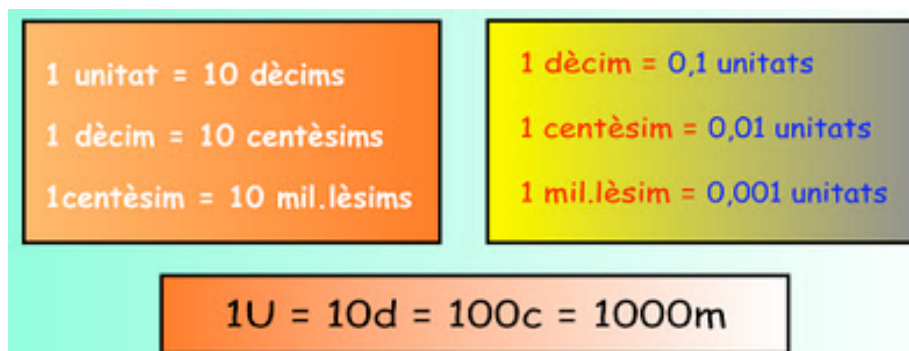 1 unitat = 10 dècims
1 dècim = 10 centèsims
1centèsim = 10 mil.lèsims
1 dècim = 0,1 unitats
1 centèsim = 0,01 unitats
1 mil.lèsim = 0,001 unitats
1U = 10d = 100c = 1000m